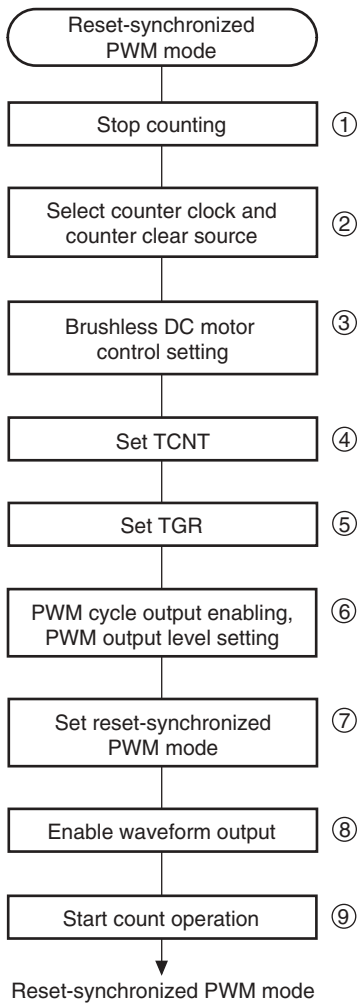 Reset-synchronized
PWM mode
Stop counting ①
Select counter clock and
counter clear source ②
Brushless DC motor
control setting ③
Set TCNT ④
Set TGR ⑤
PWM cycle output enabling,
PWM output level setting ⑥
Set reset-synchronized
PWM mode ⑦
Enable waveform output ⑧
Start count operation ⑨
Reset-synchronized PWM mode